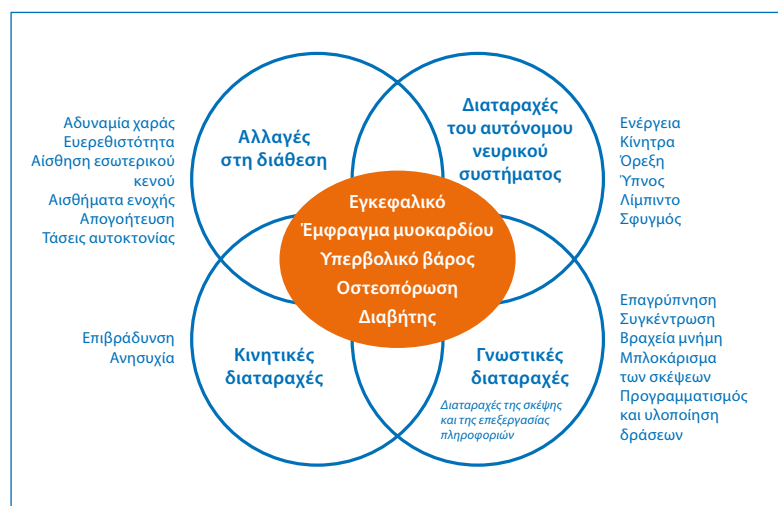 Αδυναμία χαράς
Ευερεθιστότητα
Αίσθηση εσωτερικού
κενού
Αισθήματα ενοχής
Απογοήτευση
Τάσεις αυτοκτονίας
Αλλαγές
στη διάθεση
Διαταραχές
του αυτόνομου
νευρικού
συστήματος
Ενέργεια
Κίνητρα
Όρεξη
Ύπνος
Λίμπιντο
Σφυγμός
Εγκεφαλικό
Έμφραγμα μυοκαρδίου
Υπερβολικό βάρος
Οστεοπόρωση
Διαβήτης
Επιβράδυνση
Ανησυχία
Κινητικές
διαταραχές
Γνωστικές
διαταραχές
Διαταραχές της σκέψης
και της επεξεργασίας
πληροφοριών
Επαγρύπνηση
Συγκέντρωση
Βραχεία μνήμη
Μπλοκάρισμα
των σκέψεων
Προγραμματισμός
και υλοποίηση
δράσεων